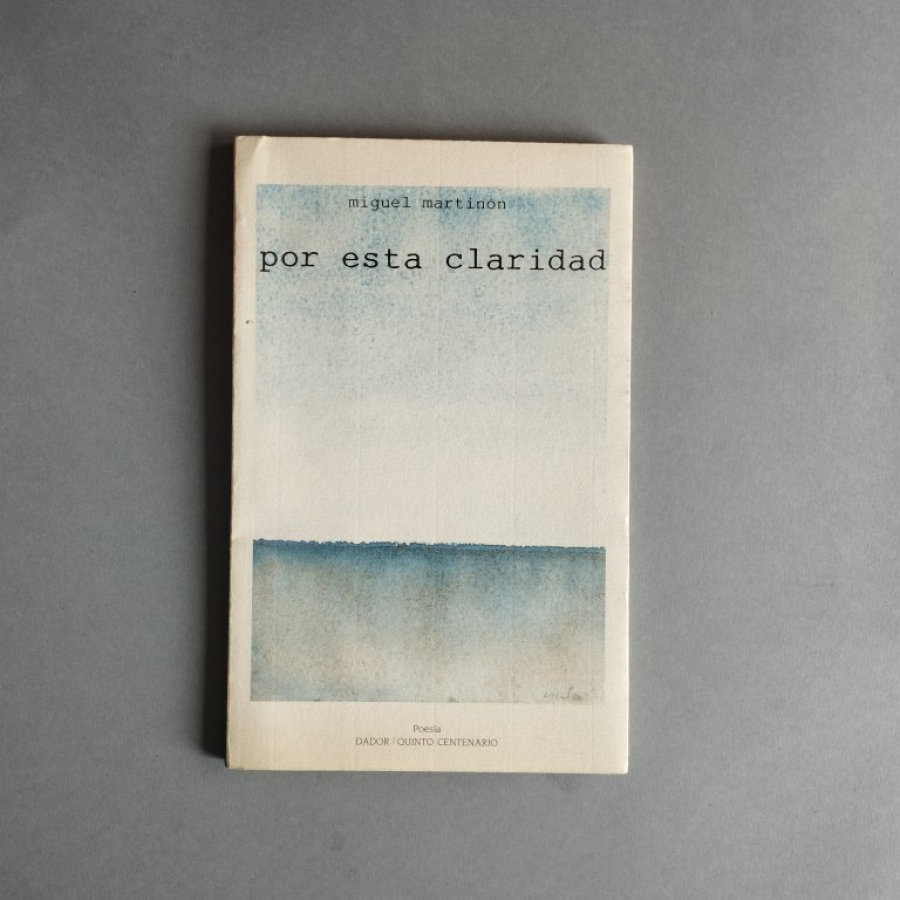 miguel martinón
por esta claridad
Poesía
DADOR / QUINTO CENTENARIO